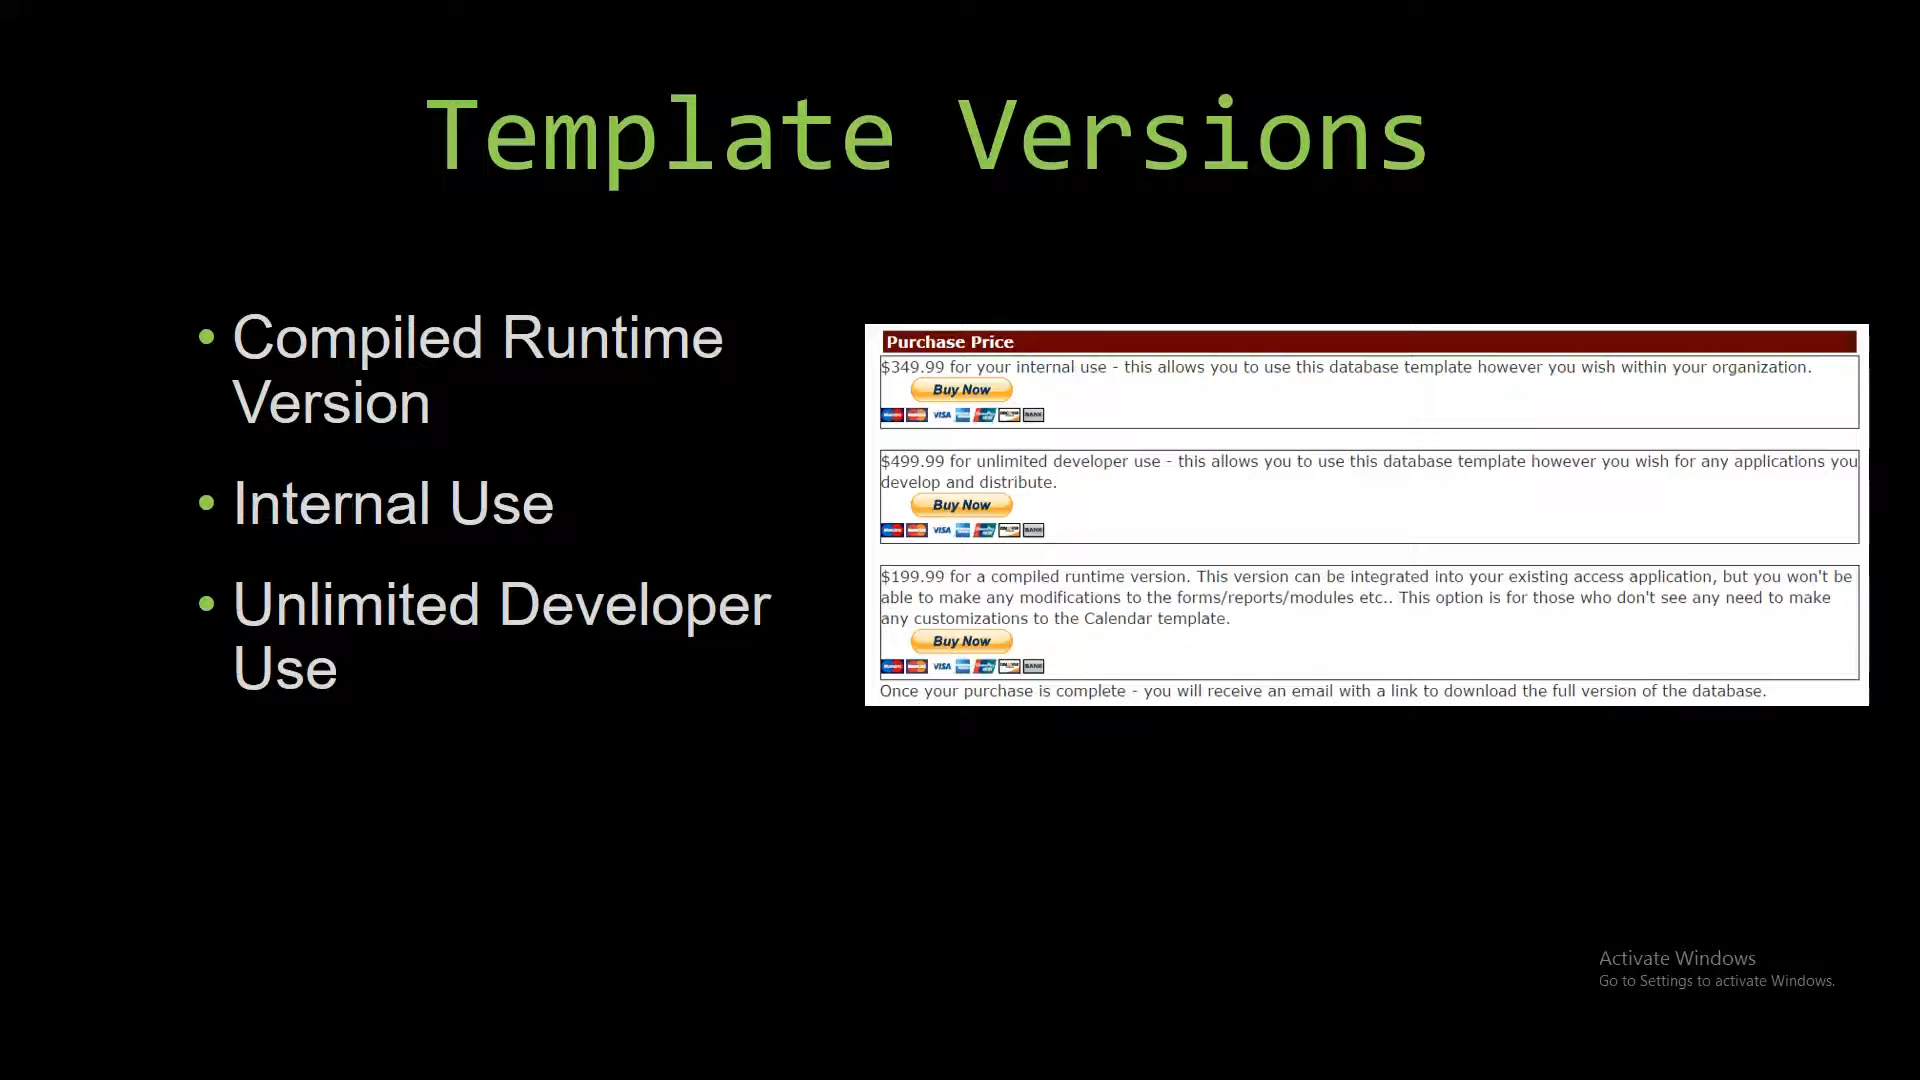 Template Versions
• Compiled Runtime
Version
• Internal Use
• Unlimited Developer
Use
Purchase Price
$349.99 for your internal use - this allows you to use this database template however you wish within your organization.
Buy Now
VISA BANK
$499.99 for unlimited developer use - this allows you to use this database template however you wish for any applications you
develop and distribute.
Buy Now
VISA BANK
$199.99 for a compiled runtime version. This version can be integrated into your existing access application, but you won't be
able to make any modifications to the forms/reports/modules etc.. This option is for those who don't see any need to make
any customizations to the Calendar template.
Buy Now
VISA BANK
Once your purchase is complete - you will receive an email with a link to download the full version of the database.
Activate Windows
Go to Settings to activate Windows.